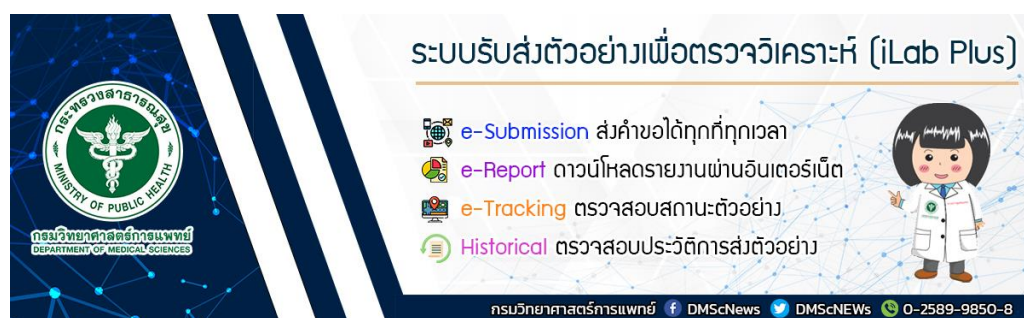 ระบบรับส่งตัวอย่างเพื่อตรวจวิเคราะห์ (iLab Plus)
e-Submission ส่งคำขอได้ทุกที่ทุกเวลา
e-Report ดาวน์โหลดรายงานผ่านอินเตอร์เน็ต
e-Tracking ตรวจสอบสถานะตัวอย่าง
Historical ตรวจสอบประวัติการส่งตัวอย่าง
กระทรวงสาธารณสุข
MINISTRY OF PUBLIC HEALTH
กรมวิทยาศาสตร์การแพทย์
DEPARTMENT OF MEDICAL SCIENCES
กรมวิทยาศาสตร์การแพทย์ DMScNews DMScNEWs 0-2589-9850-8